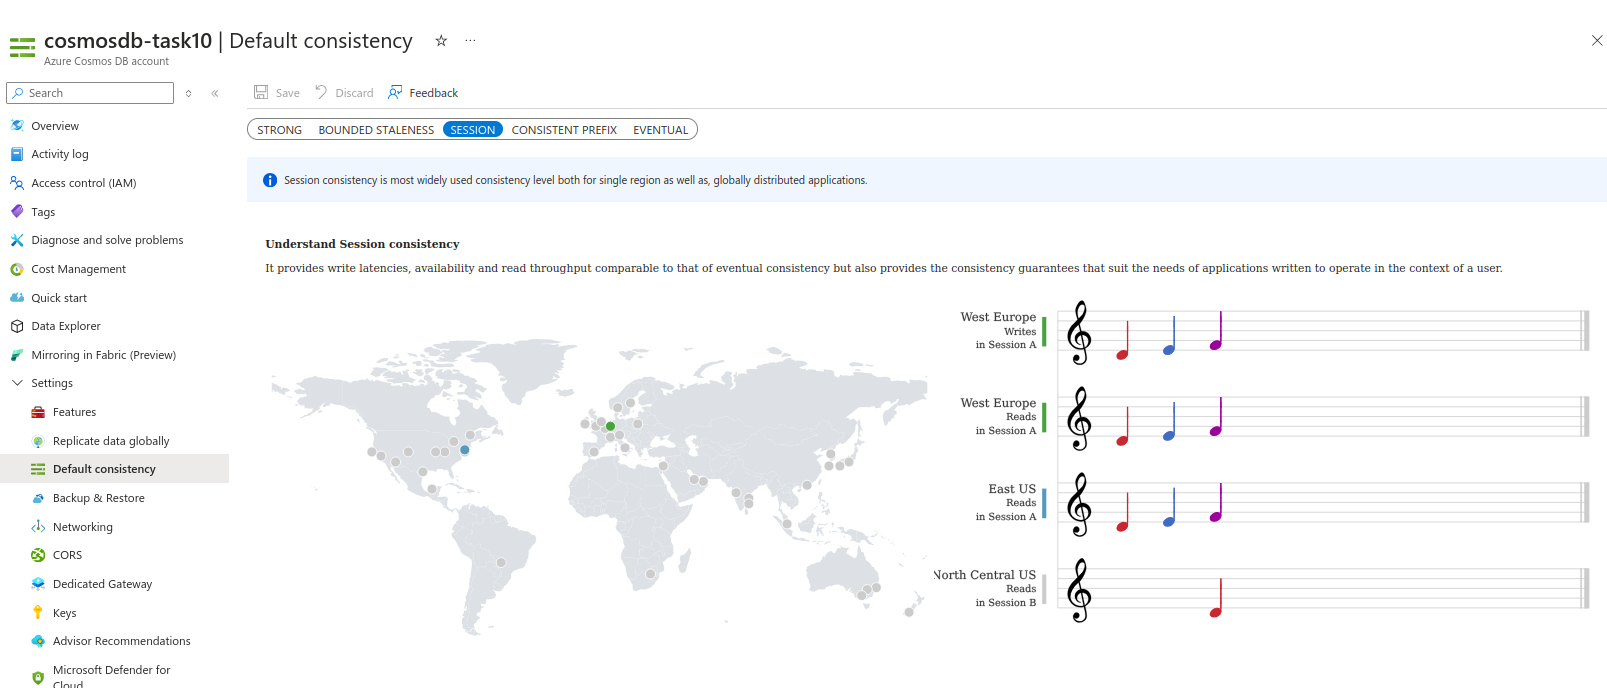 cosmosdb-task10 | Default consistency
Azure Cosmos DB account
Search
Overview
Activity log
Access control (IAM)
Tags
Diagnose and solve problems
Cost Management
Quick start
Data Explorer
Mirroring in Fabric (Preview)
Settings
Features
Replicate data globally
Default consistency
Backup & Restore
Networking
CORS
Dedicated Gateway
Keys
Advisor Recommendations
Microsoft Defender for
Cloud
Save Discard Feedback
STRONG BOUNDED STALENESS SESSION CONSISTENT PREFIX EVENTUAL
Session consistency is most widely used consistency level both for single region as well as, globally distributed applications.
Understand Session consistency
It provides write latencies, availability and read throughput comparable to that of eventual consistency but also provides the consistency guarantees that suit the needs of applications written to operate in the context of a user.
West Europe
Writes
in Session A
West Europe
Reads
in Session A
East US
Reads
in Session A
North Central US
Reads
in Session B